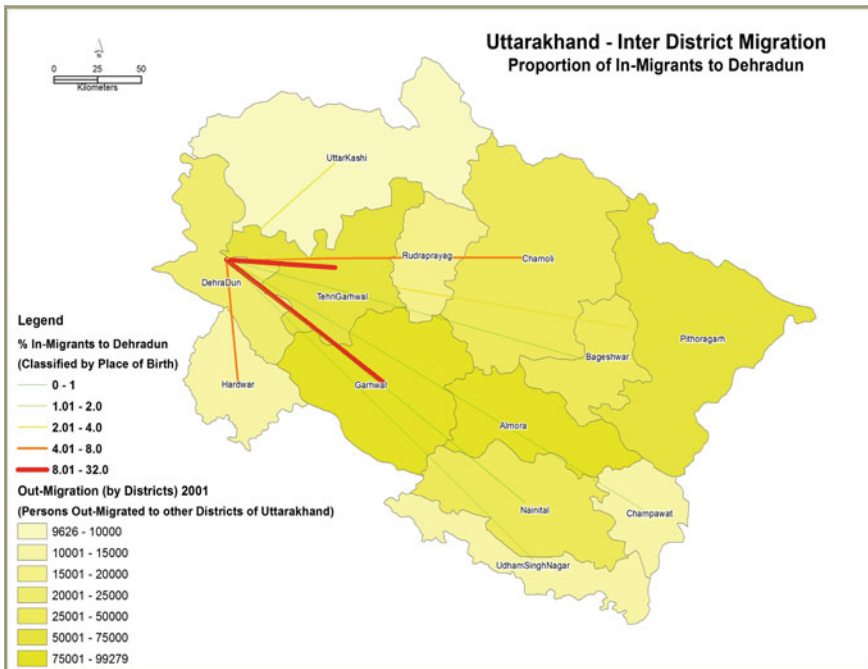 Uttarakhand - Inter District Migration
Proportion of In-Migrants to Dehradun
N
0 25 50
Kilometers
UttarKashi
Rudraprayag
Chamoli
DehraDun
TehriGarhwal
Pithoragarh
Bageshwar
Hardwar
Garhwal
Almora
Nainital
Champawat
UdhamSinghNagar
Legend
% In-Migrants to Dehradun
(Classified by Place of Birth)
0 - 1
1.01 - 2.0
2.01 - 4.0
4.01 - 8.0
8.01 - 32.0
Out-Migration (by Districts) 2001
(Persons Out-Migrated to other Districts of Uttarakhand)
9626 - 10000
10001 - 15000
15001 - 20000
20001 - 25000
25001 - 50000
50001 - 75000
75001 - 99279